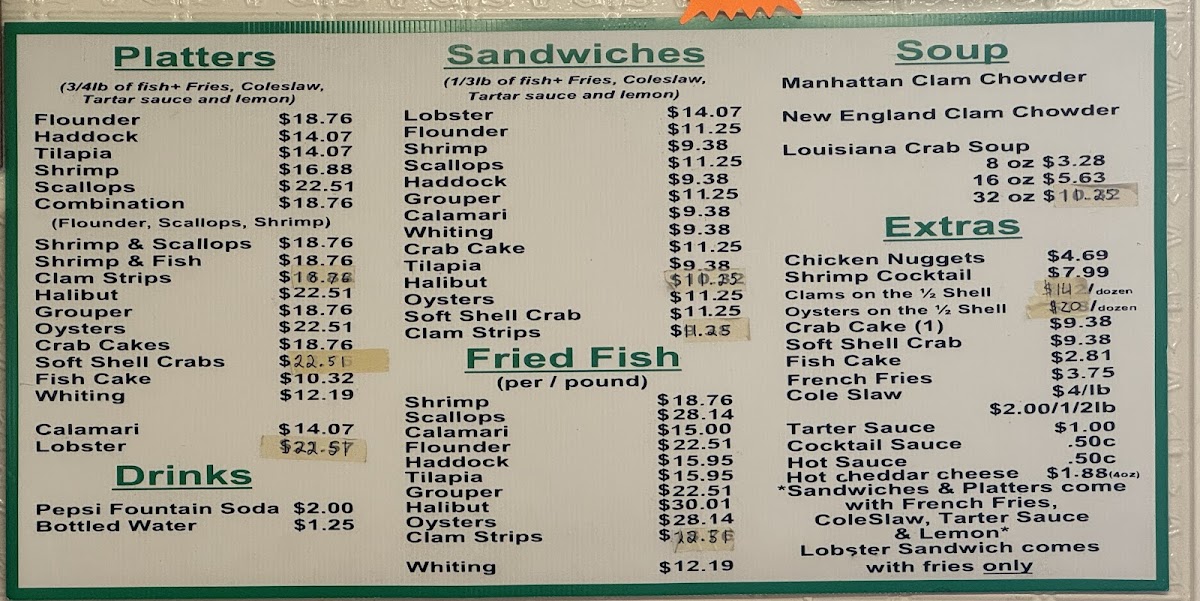 Platters
(3/4lb of fish+ Fries, Coleslaw,
Tartar sauce and lemon)
Flounder $18.76
Haddock $14.07
Tilapia $14.07
Shrimp $16.88
Scallops $22.51
Combination $18.76
(Flounder, Scallops, Shrimp)
Shrimp & Scallops $18.76
Shrimp & Fish $18.76
Clam Strips
Halibut $22.51
Grouper $18.76
Oysters $22.51
Crab Cakes $18.76
Soft Shell Crabs $22.51
Fish Cake $10.32
Whiting $12.19
Calamari $14.07
Lobster $22.51
Drinks
Pepsi Fountain Soda $2.00
Bottled Water $1.25
Sandwiches
(1/3lb of fish+ Fries, Coleslaw,
Tartar sauce and lemon)
Lobster $14.07
Flounder $11.25
Shrimp $9.38
Scallops $11.25
Haddock $9.38
Grouper $11.25
Calamari $9.38
Whiting $9.38
Crab Cake $11.25
Tilapia $9.38
Halibut $10.25
Oysters $11.25
Soft Shell Crab $11.25
Clam Strips $11.25
Fried Fish
(per / pound)
Shrimp $18.76
Scallops $28.14
Calamari $15.00
Flounder $22.51
Haddock $15.95
Tilapia $15.95
Grouper $22.51
Halibut $30.01
Oysters $28.14
Clam Strips
Whiting $12.19
Soup
Manhattan Clam Chowder
New England Clam Chowder
Louisiana Crab Soup
8 oz $3.28
16 oz $5.63
32 oz $10.25
Extras
Chicken Nuggets $4.69
Shrimp Cocktail $7.99
Clams on the ½ Shell $14/dozen
Oysters on the ½ Shell $20/dozen
Crab Cake (1) $9.38
Soft Shell Crab $9.38
Fish Cake $2.81
French Fries $3.75
Cole Slaw $4/lb
$2.00/1/2lb
Tarter Sauce $1.00
Cocktail Sauce .50c
Hot Sauce .50c
Hot cheddar cheese $1.88(4oz)
*Sandwiches & Platters come
with French Fries,
ColeSlaw, Tarter Sauce
& Lemon*
Lobster Sandwich comes
with fries only